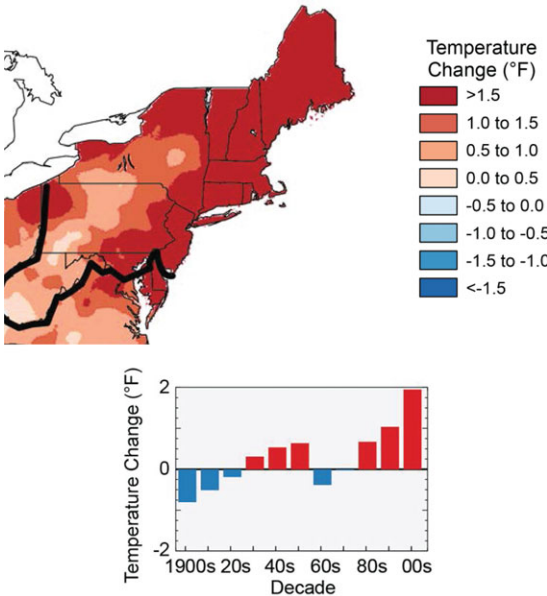 Temperature
Change (°F)
>1.5
1.0 to 1.5
0.5 to 1.0
0.0 to 0.5
-0.5 to 0.0
-1.0 to -0.5
-1.5 to -1.0
<-1.5
Temperature Change (°F)
2
0
-2
1900s 20s 40s 60s 80s 00s
Decade